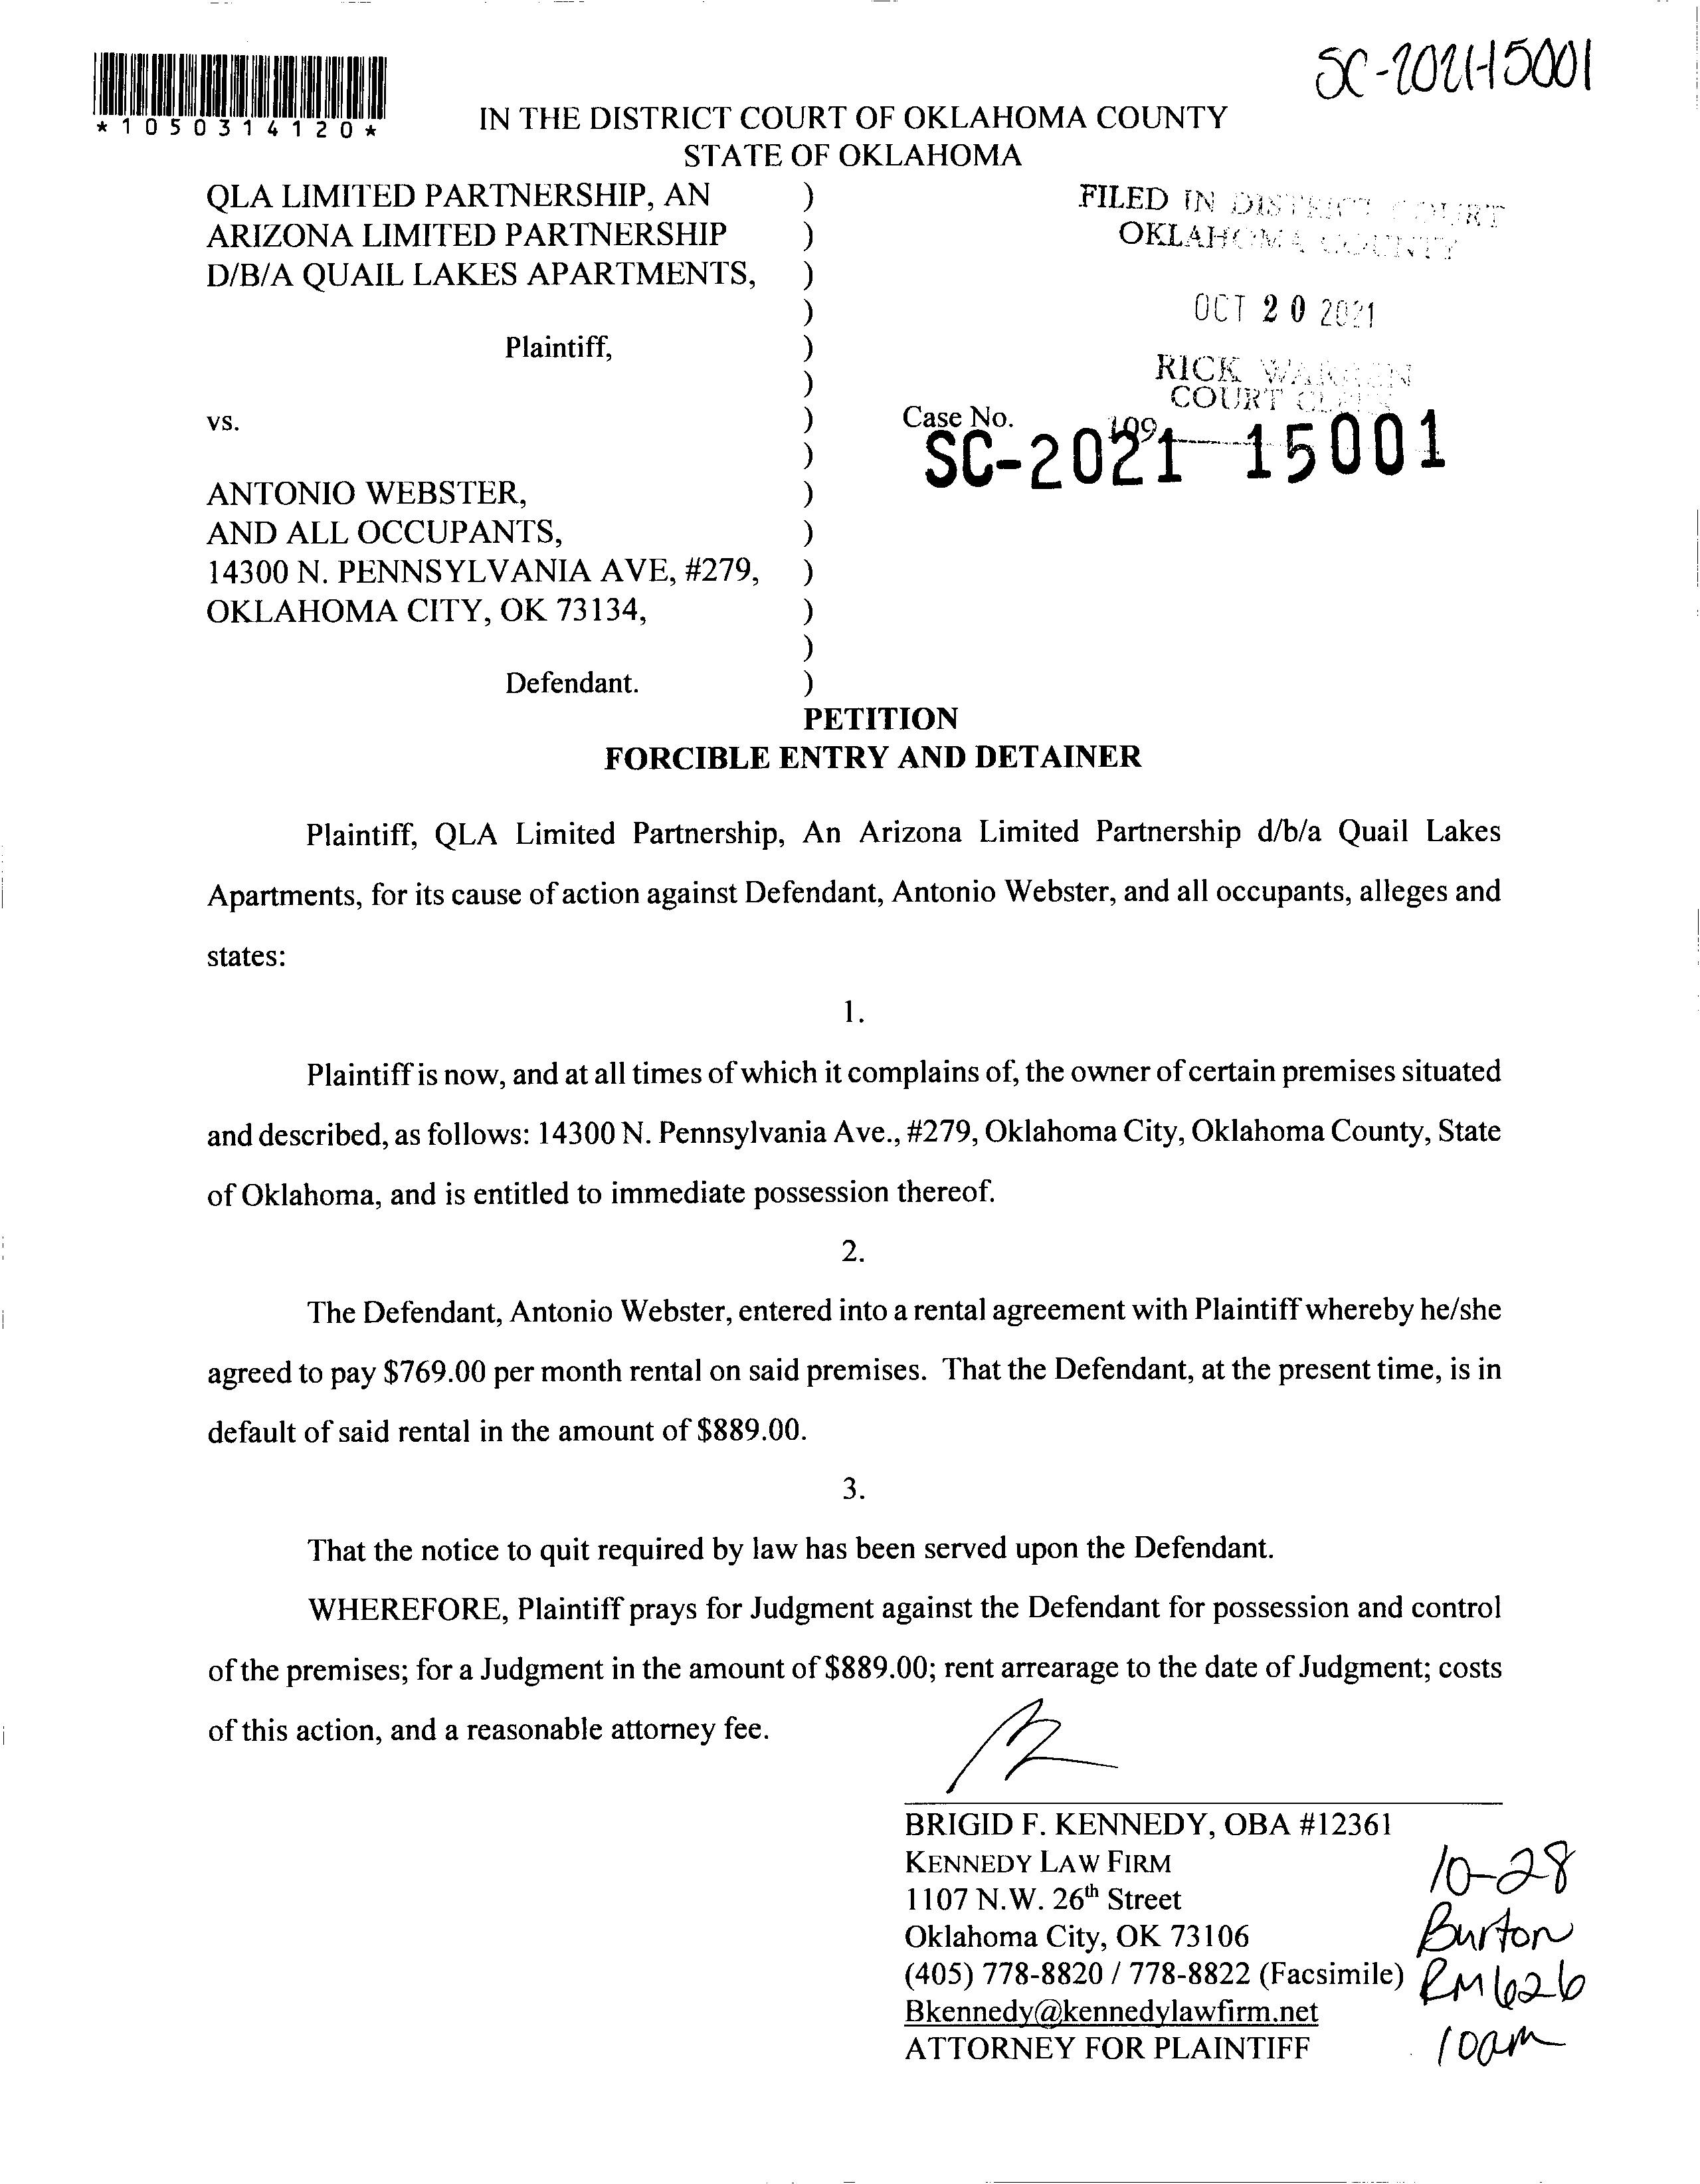 SC-2021-15001
*1050314120*
IN THE DISTRICT COURT OF OKLAHOMA COUNTY
STATE OF OKLAHOMA
QLA LIMITED PARTNERSHIP, AN )
ARIZONA LIMITED PARTNERSHIP )
D/B/A QUAIL LAKES APARTMENTS, )
)
Plaintiff, )
)
vs. )
)
ANTONIO WEBSTER, )
AND ALL OCCUPANTS, )
14300 N. PENNSYLVANIA AVE, #279, )
OKLAHOMA CITY, OK 73134, )
)
Defendant. )
FILED IN DISTRICT COURT
OKLAHOMA COUNTY
OCT 20 2021
RICK WARREN
COURT CLERK
109
Case No.
SC-2021-15001
PETITION
FORCIBLE ENTRY AND DETAINER
Plaintiff, QLA Limited Partnership, An Arizona Limited Partnership d/b/a Quail Lakes
Apartments, for its cause of action against Defendant, Antonio Webster, and all occupants, alleges and
states:
1.
Plaintiff is now, and at all times of which it complains of, the owner of certain premises situated
and described, as follows: 14300 N. Pennsylvania Ave., #279, Oklahoma City, Oklahoma County, State
of Oklahoma, and is entitled to immediate possession thereof.
2.
The Defendant, Antonio Webster, entered into a rental agreement with Plaintiff whereby he/she
agreed to pay $769.00 per month rental on said premises. That the Defendant, at the present time, is in
default of said rental in the amount of $889.00.
3.
That the notice to quit required by law has been served upon the Defendant.
WHEREFORE, Plaintiff prays for Judgment against the Defendant for possession and control
of the premises; for a Judgment in the amount of $889.00; rent arrearage to the date of Judgment; costs
of this action, and a reasonable attorney fee.
BRIGID F. KENNEDY, OBA #12361
KENNEDY LAW FIRM
1107 N.W. 26th Street
Oklahoma City, OK 73106
(405) 778-8820 / 778-8822 (Facsimile)
Bkennedy@kennedylawfirm.net
ATTORNEY FOR PLAINTIFF
10-28
Burton
RM 626
10am